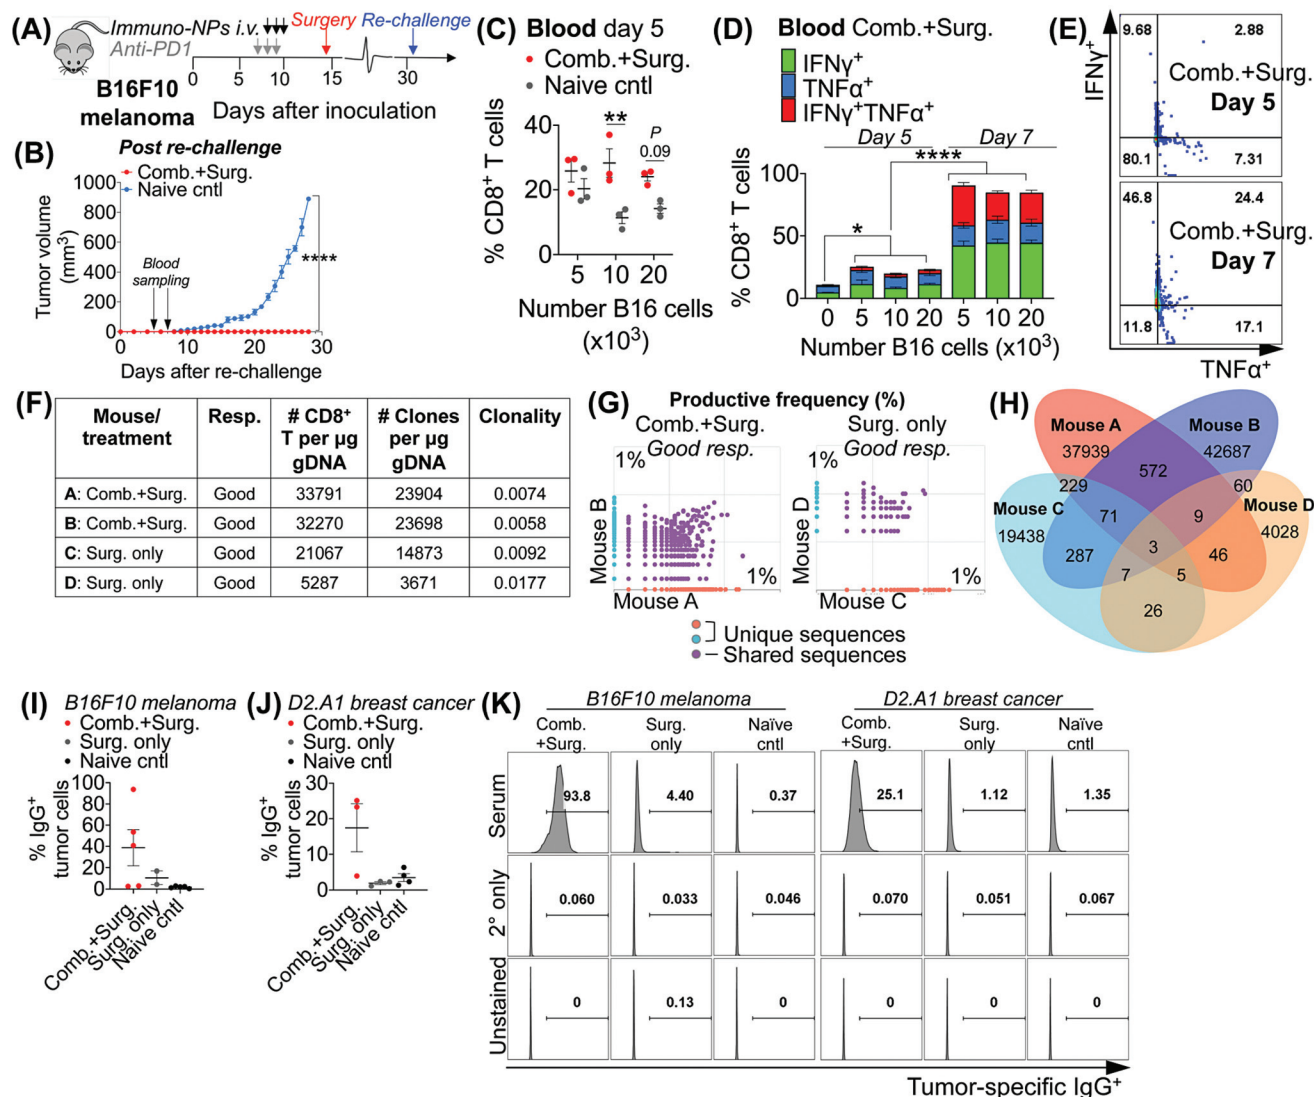 (A)
Immuno-NPs i.v.
Anti-PD1
Surgery
Re-challenge
B16F10
melanoma
0 5 10 15 30
Days after inoculation
(B)
Post re-challenge
Comb.+Surg.
Naive cntl
Tumor volume
(mm³)
1000
800
600
400
200
0
Blood
sampling
****
0 10 20 30
Days after re-challenge
(C) Blood day 5
Comb.+Surg.
Naive cntl
% CD8⁺ T cells
40
20
0
**
P
0.09
5 10 20
Number B16 cells
(x10³)
(D) Blood Comb.+Surg.
IFNγ⁺
TNFα⁺
IFNγ⁺TNFα⁺
Day 5 Day 7
% CD8⁺ T cells
100
50
0
*
****
0 5 10 20 5 10 20
Number B16 cells (x10³)
(E)
IFNγ⁺
9.68 2.88
Comb.+Surg.
Day 5
80.1 7.31
46.8 24.4
Comb.+Surg.
Day 7
11.8 17.1
TNFα⁺
(F)
Mouse/ treatment Resp. # CD8⁺ T per µg gDNA # Clones per µg gDNA Clonality
A: Comb.+Surg. Good 33791 23904 0.0074
B: Comb.+Surg. Good 32270 23698 0.0058
C: Surg. only Good 21067 14873 0.0092
D: Surg. only Good 5287 3671 0.0177
(G)
Productive frequency (%)
Comb.+Surg. Surg. only
Good resp. Good resp.
1% 1%
Mouse B Mouse D
1% 1%
Mouse A Mouse C
Unique sequences
Shared sequences
(H)
Mouse A Mouse B
37939 42687
572
229 60
Mouse C 71 9 Mouse D
19438 4028
287 3 46
7 5
26
(I) B16F10 melanoma
Comb.+Surg.
Surg. only
Naive cntl
% IgG⁺
tumor cells
100
80
60
40
20
0
Comb.+Surg.
Surg. only
Naive cntl
(J) D2.A1 breast cancer
Comb.+Surg.
Surg. only
Naive cntl
% IgG⁺
tumor cells
30
20
10
0
Comb.+Surg.
Surg. only
Naive cntl
(K) B16F10 melanoma D2.A1 breast cancer
Comb. Surg. Naïve Comb. Surg. Naïve
+Surg. only cntl +Surg. only cntl
Serum 93.8 4.40 0.37 25.1 1.12 1.35
2° only 0.060 0.033 0.046 0.070 0.051 0.067
Unstained 0 0.13 0 0 0 0
Tumor-specific IgG⁺